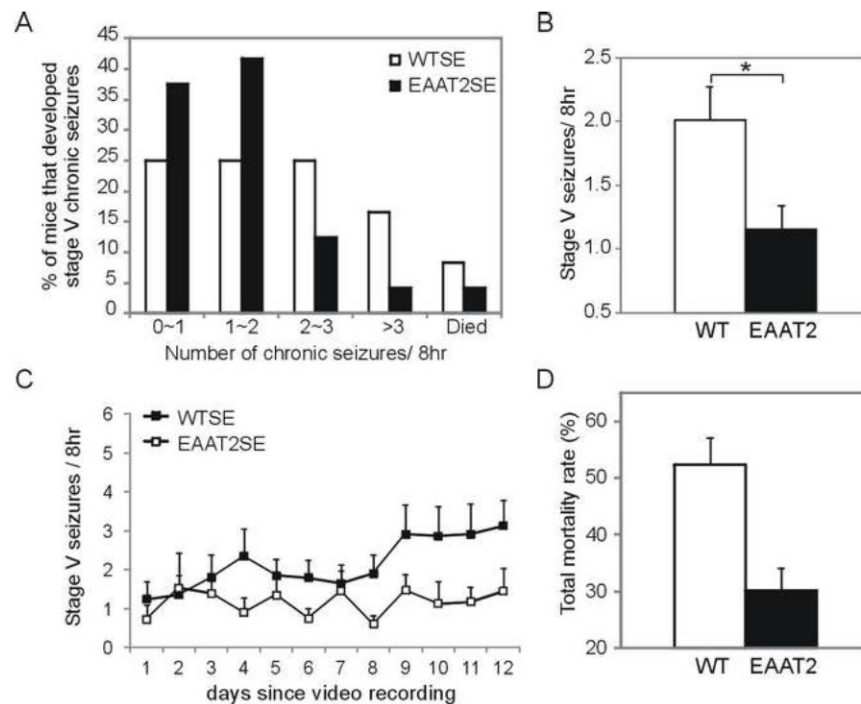 A
% of mice that developed
stage V chronic seizures
45
40
35
30
25
20
15
10
5
0
WTSE
EAAT2SE
0~1 1~2 2~3 >3 Died
Number of chronic seizures/ 8hr
B
Stage V seizures/ 8hr
2.5
2.0
1.5
1.0
0.5
*
WT EAAT2
C
Stage V seizures / 8hr
6
5
4
3
2
1
0
WTSE
EAAT2SE
1 2 3 4 5 6 7 8 9 10 11 12
days since video recording
D
Total mortality rate (%)
60
50
40
30
20
WT EAAT2